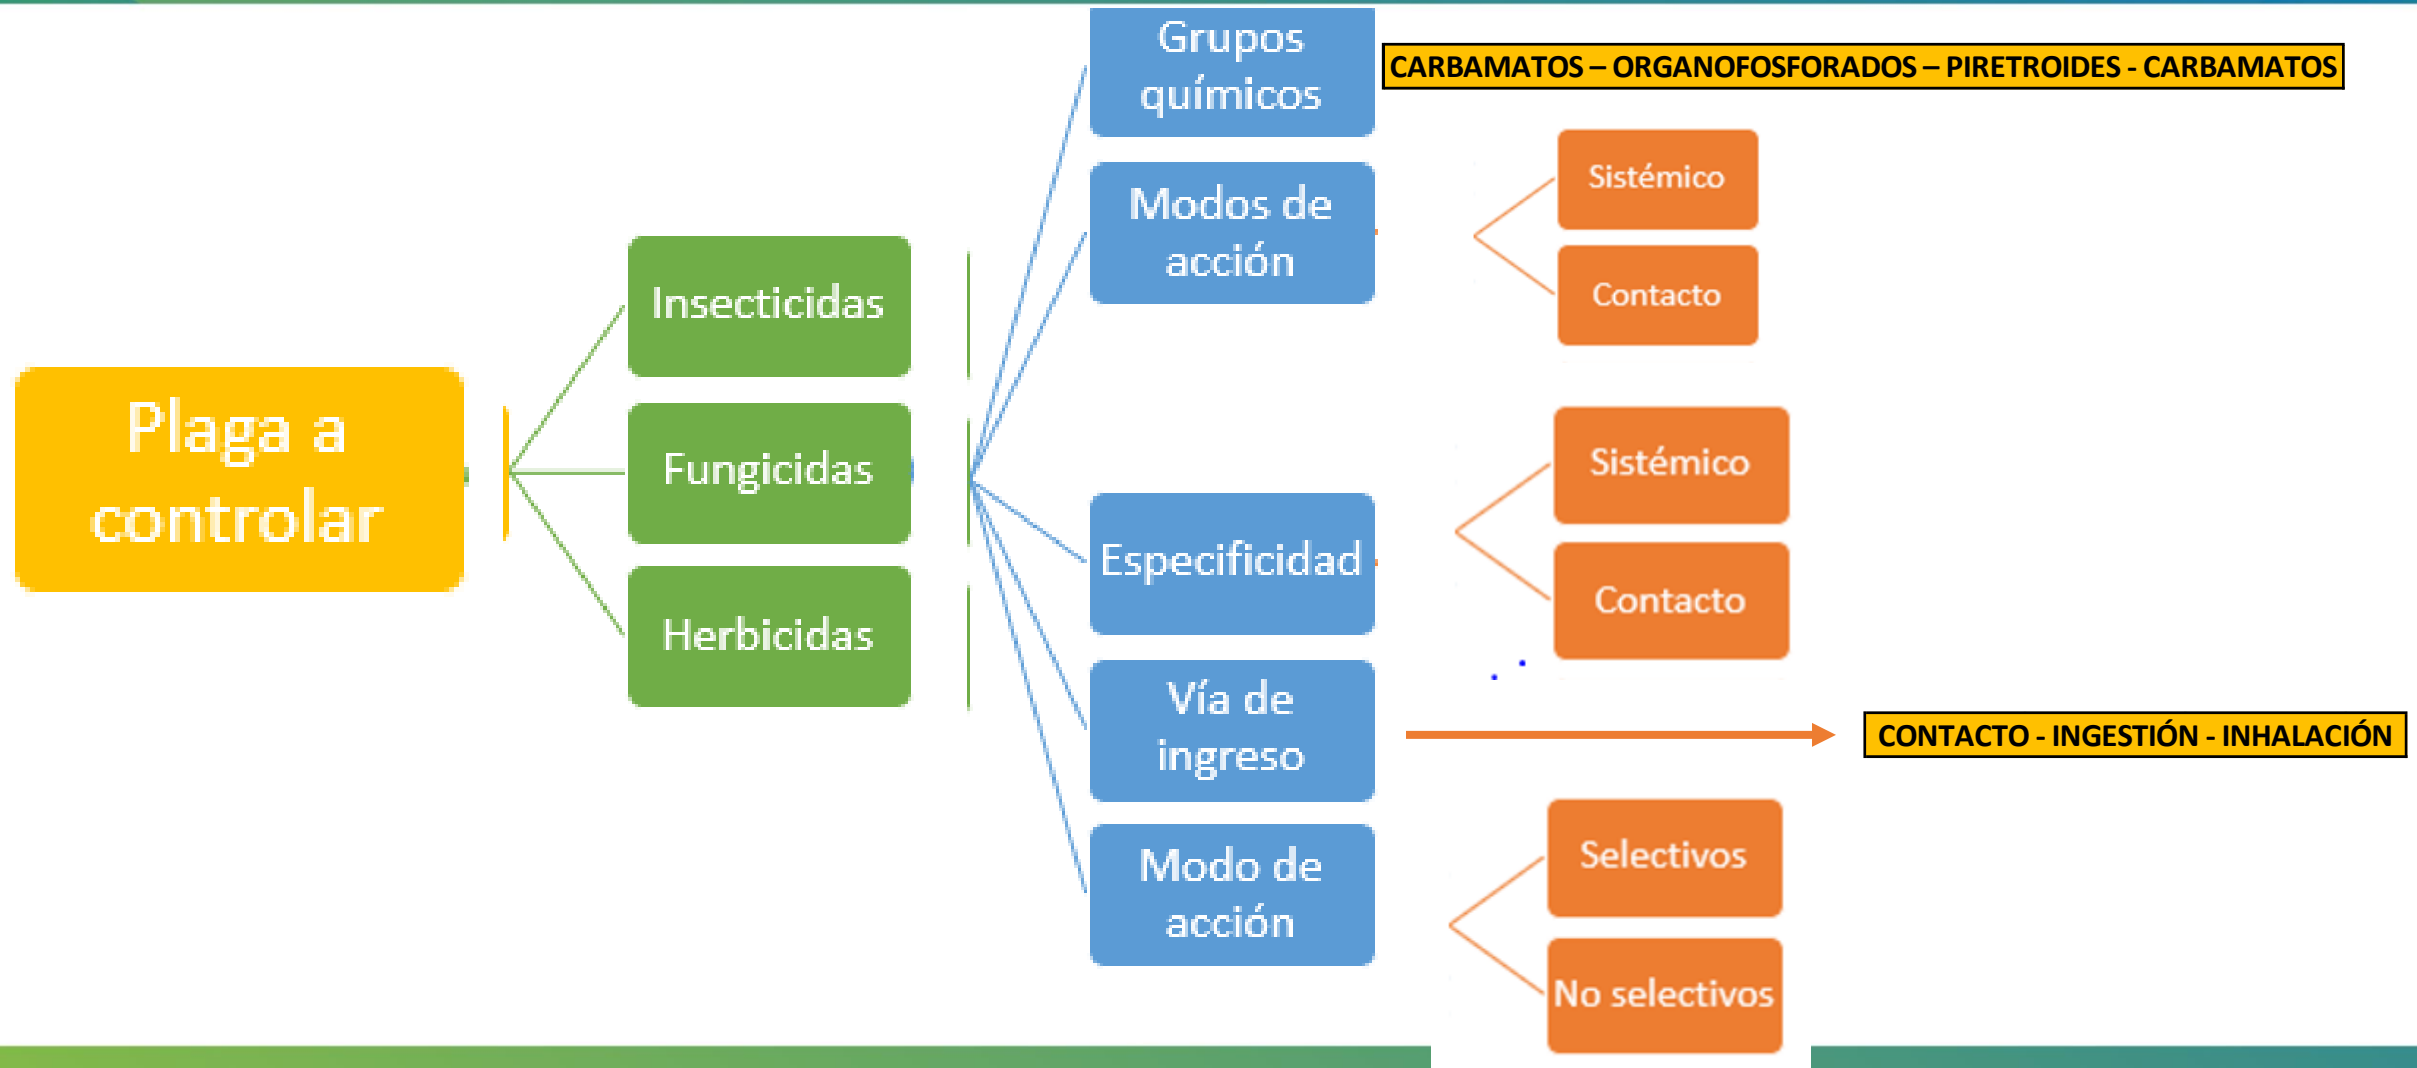 Plaga a
controlar
Insecticidas
Fungicidas
Herbicidas
Grupos
químicos
CARBAMATOS – ORGANOFOSFORADOS – PIRETROIDES - CARBAMATOS
Modos de
acción
Sistémico
Contacto
Especificidad
Sistémico
Contacto
Vía de
ingreso
CONTACTO - INGESTIÓN - INHALACIÓN
Modo de
acción
Selectivos
No selectivos